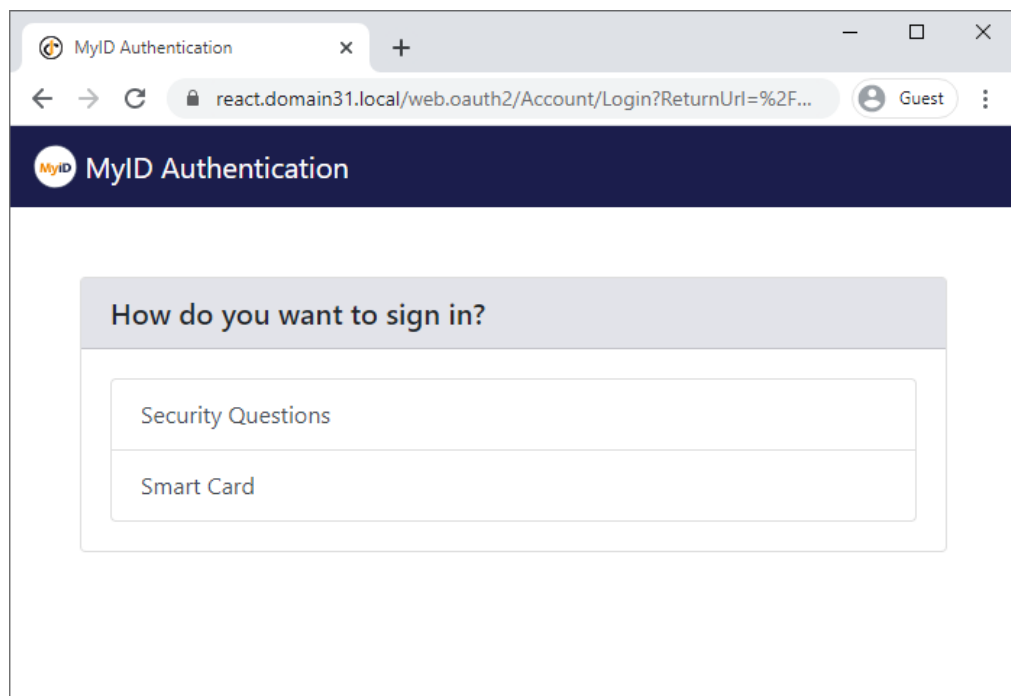 MyID Authentication
react.domain31.local/web.oauth2/Account/Login?ReturnUrl=%2F...
Guest
MyID MyID Authentication
How do you want to sign in?
Security Questions
Smart Card